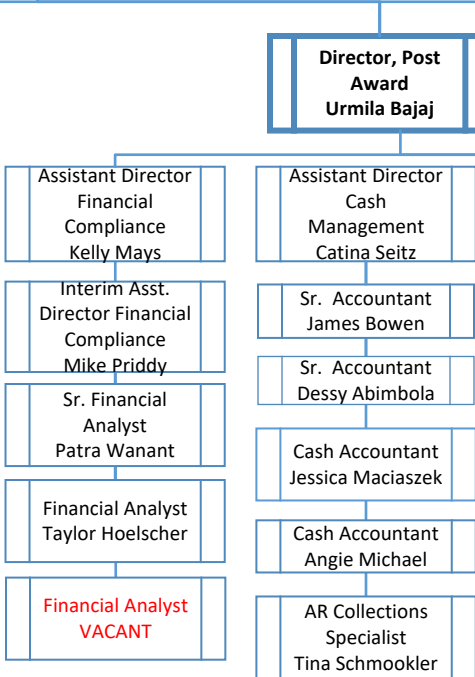 Director, Post
Award
Urmila Bajaj
Assistant Director
Financial
Compliance
Kelly Mays
Interim Asst.
Director Financial
Compliance
Mike Priddy
Sr. Financial
Analyst
Patra Wanant
Financial Analyst
Taylor Hoelscher
Financial Analyst
VACANT
Assistant Director
Cash
Management
Catina Seitz
Sr. Accountant
James Bowen
Sr. Accountant
Dessy Abimbola
Cash Accountant
Jessica Maciaszek
Cash Accountant
Angie Michael
AR Collections
Specialist
Tina Schmookler